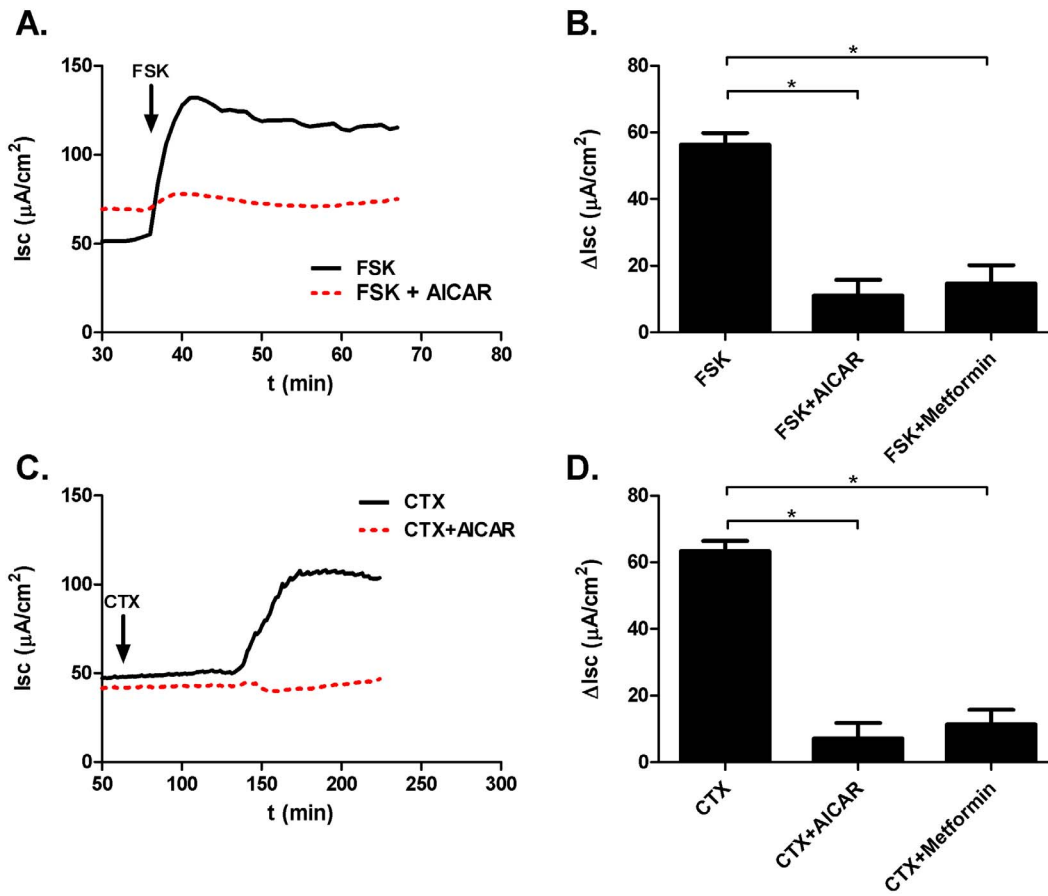 A.
150
100
50
0
Isc (µA/cm²)
FSK
FSK
FSK + AICAR
30 40 50 60 70 80
t (min)
B.
80
60
40
20
0
ΔIsc (µA/cm²)
*
*
FSK
FSK+AICAR
FSK+Metformin
C.
150
100
50
0
Isc (µA/cm²)
CTX
CTX+AICAR
CTX
50 100 150 200 250 300
t (min)
D.
80
60
40
20
0
ΔIsc (µA/cm²)
*
*
CTX
CTX+AICAR
CTX+Metformin